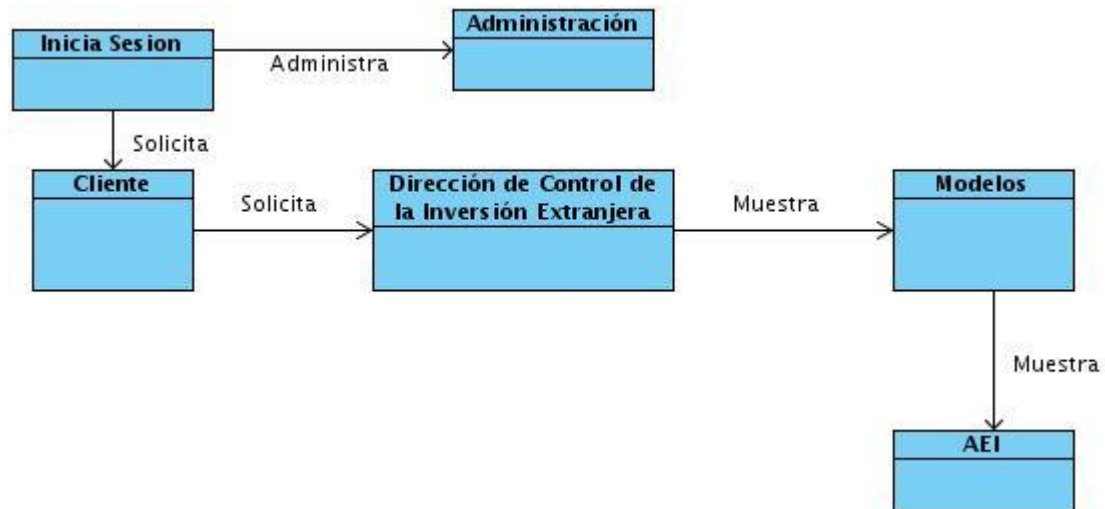 Inicia Sesion
Administración
Administra
Solicita
Cliente
Solicita
Dirección de Control de
la Inversión Extranjera
Muestra
Modelos
Muestra
AEI